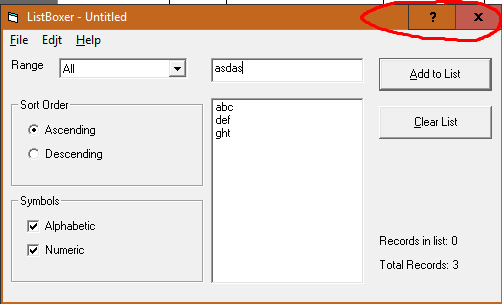 ListBoxer - Untitled ? X
File Edit Help
Range All asdas Add to List
Sort Order
Ascending
Descending
abc
def
ght
Clear List
Symbols
Alphabetic
Numeric
Records in list: 0
Total Records: 3